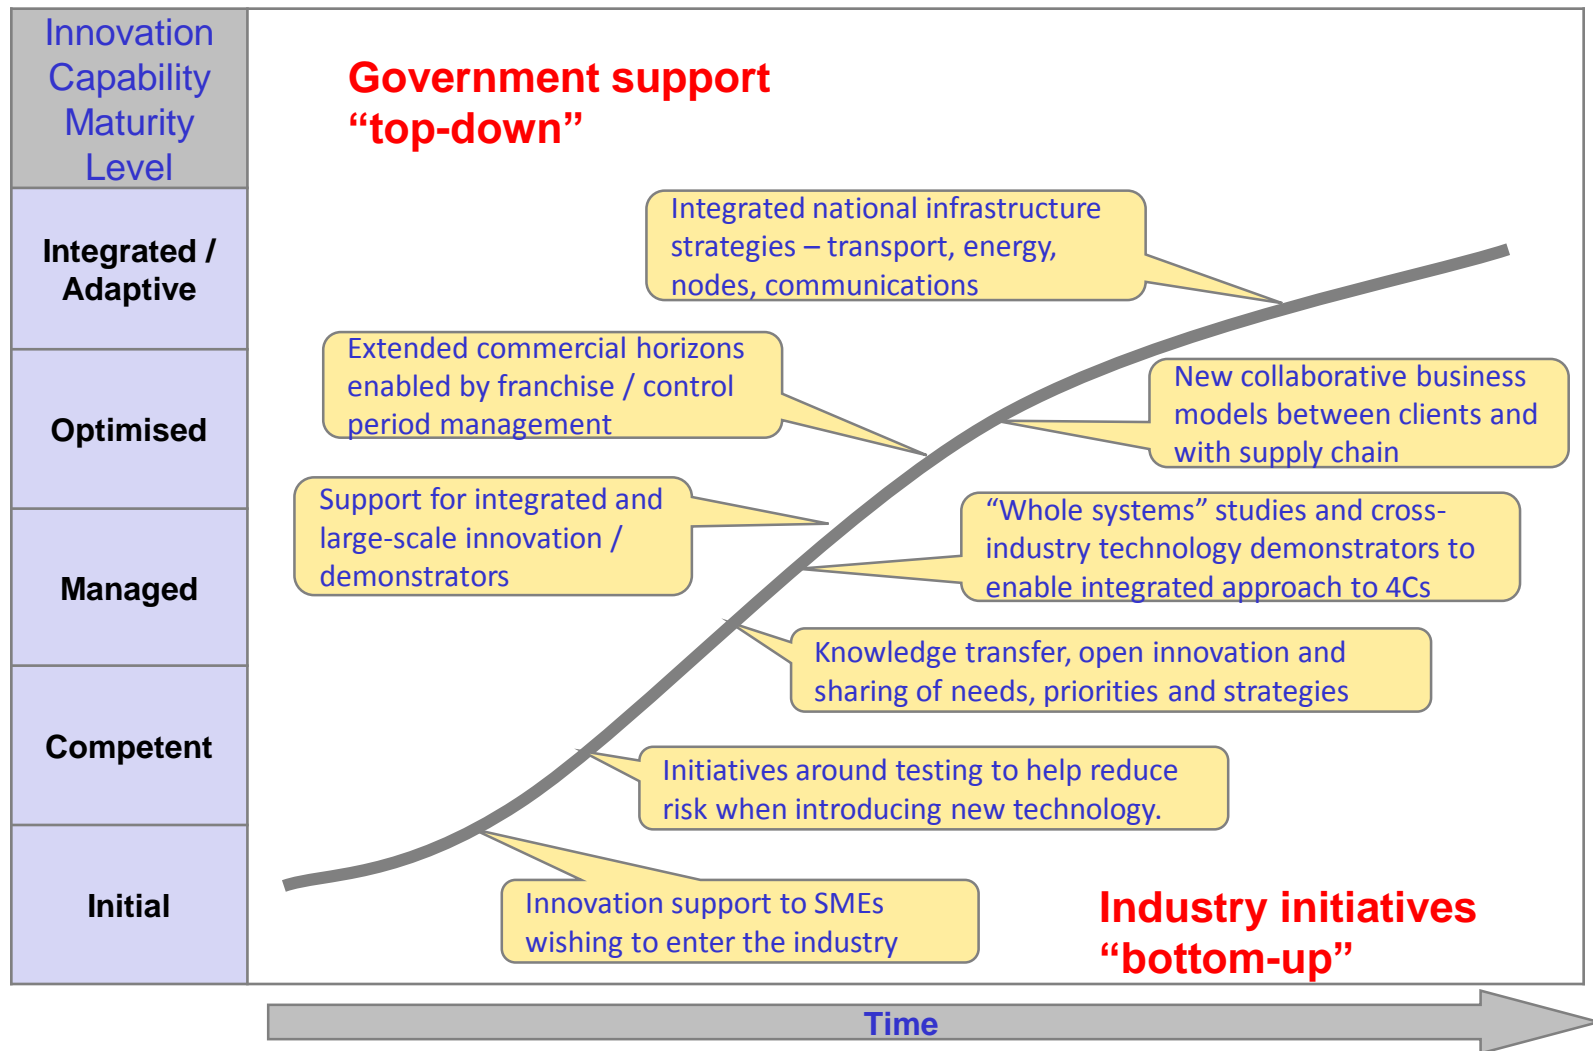 Innovation
Capability
Maturity
Level
Government support
“top-down”
Integrated /
Adaptive
Integrated national infrastructure
strategies – transport, energy,
nodes, communications
Optimised
Extended commercial horizons
enabled by franchise / control
period management
New collaborative business
models between clients and
with supply chain
Managed
Support for integrated and
large-scale innovation /
demonstrators
“Whole systems” studies and cross-
industry technology demonstrators to
enable integrated approach to 4Cs
Knowledge transfer, open innovation and
sharing of needs, priorities and strategies
Competent
Initiatives around testing to help reduce
risk when introducing new technology.
Initial
Innovation support to SMEs
wishing to enter the industry
Industry initiatives
“bottom-up”
Time